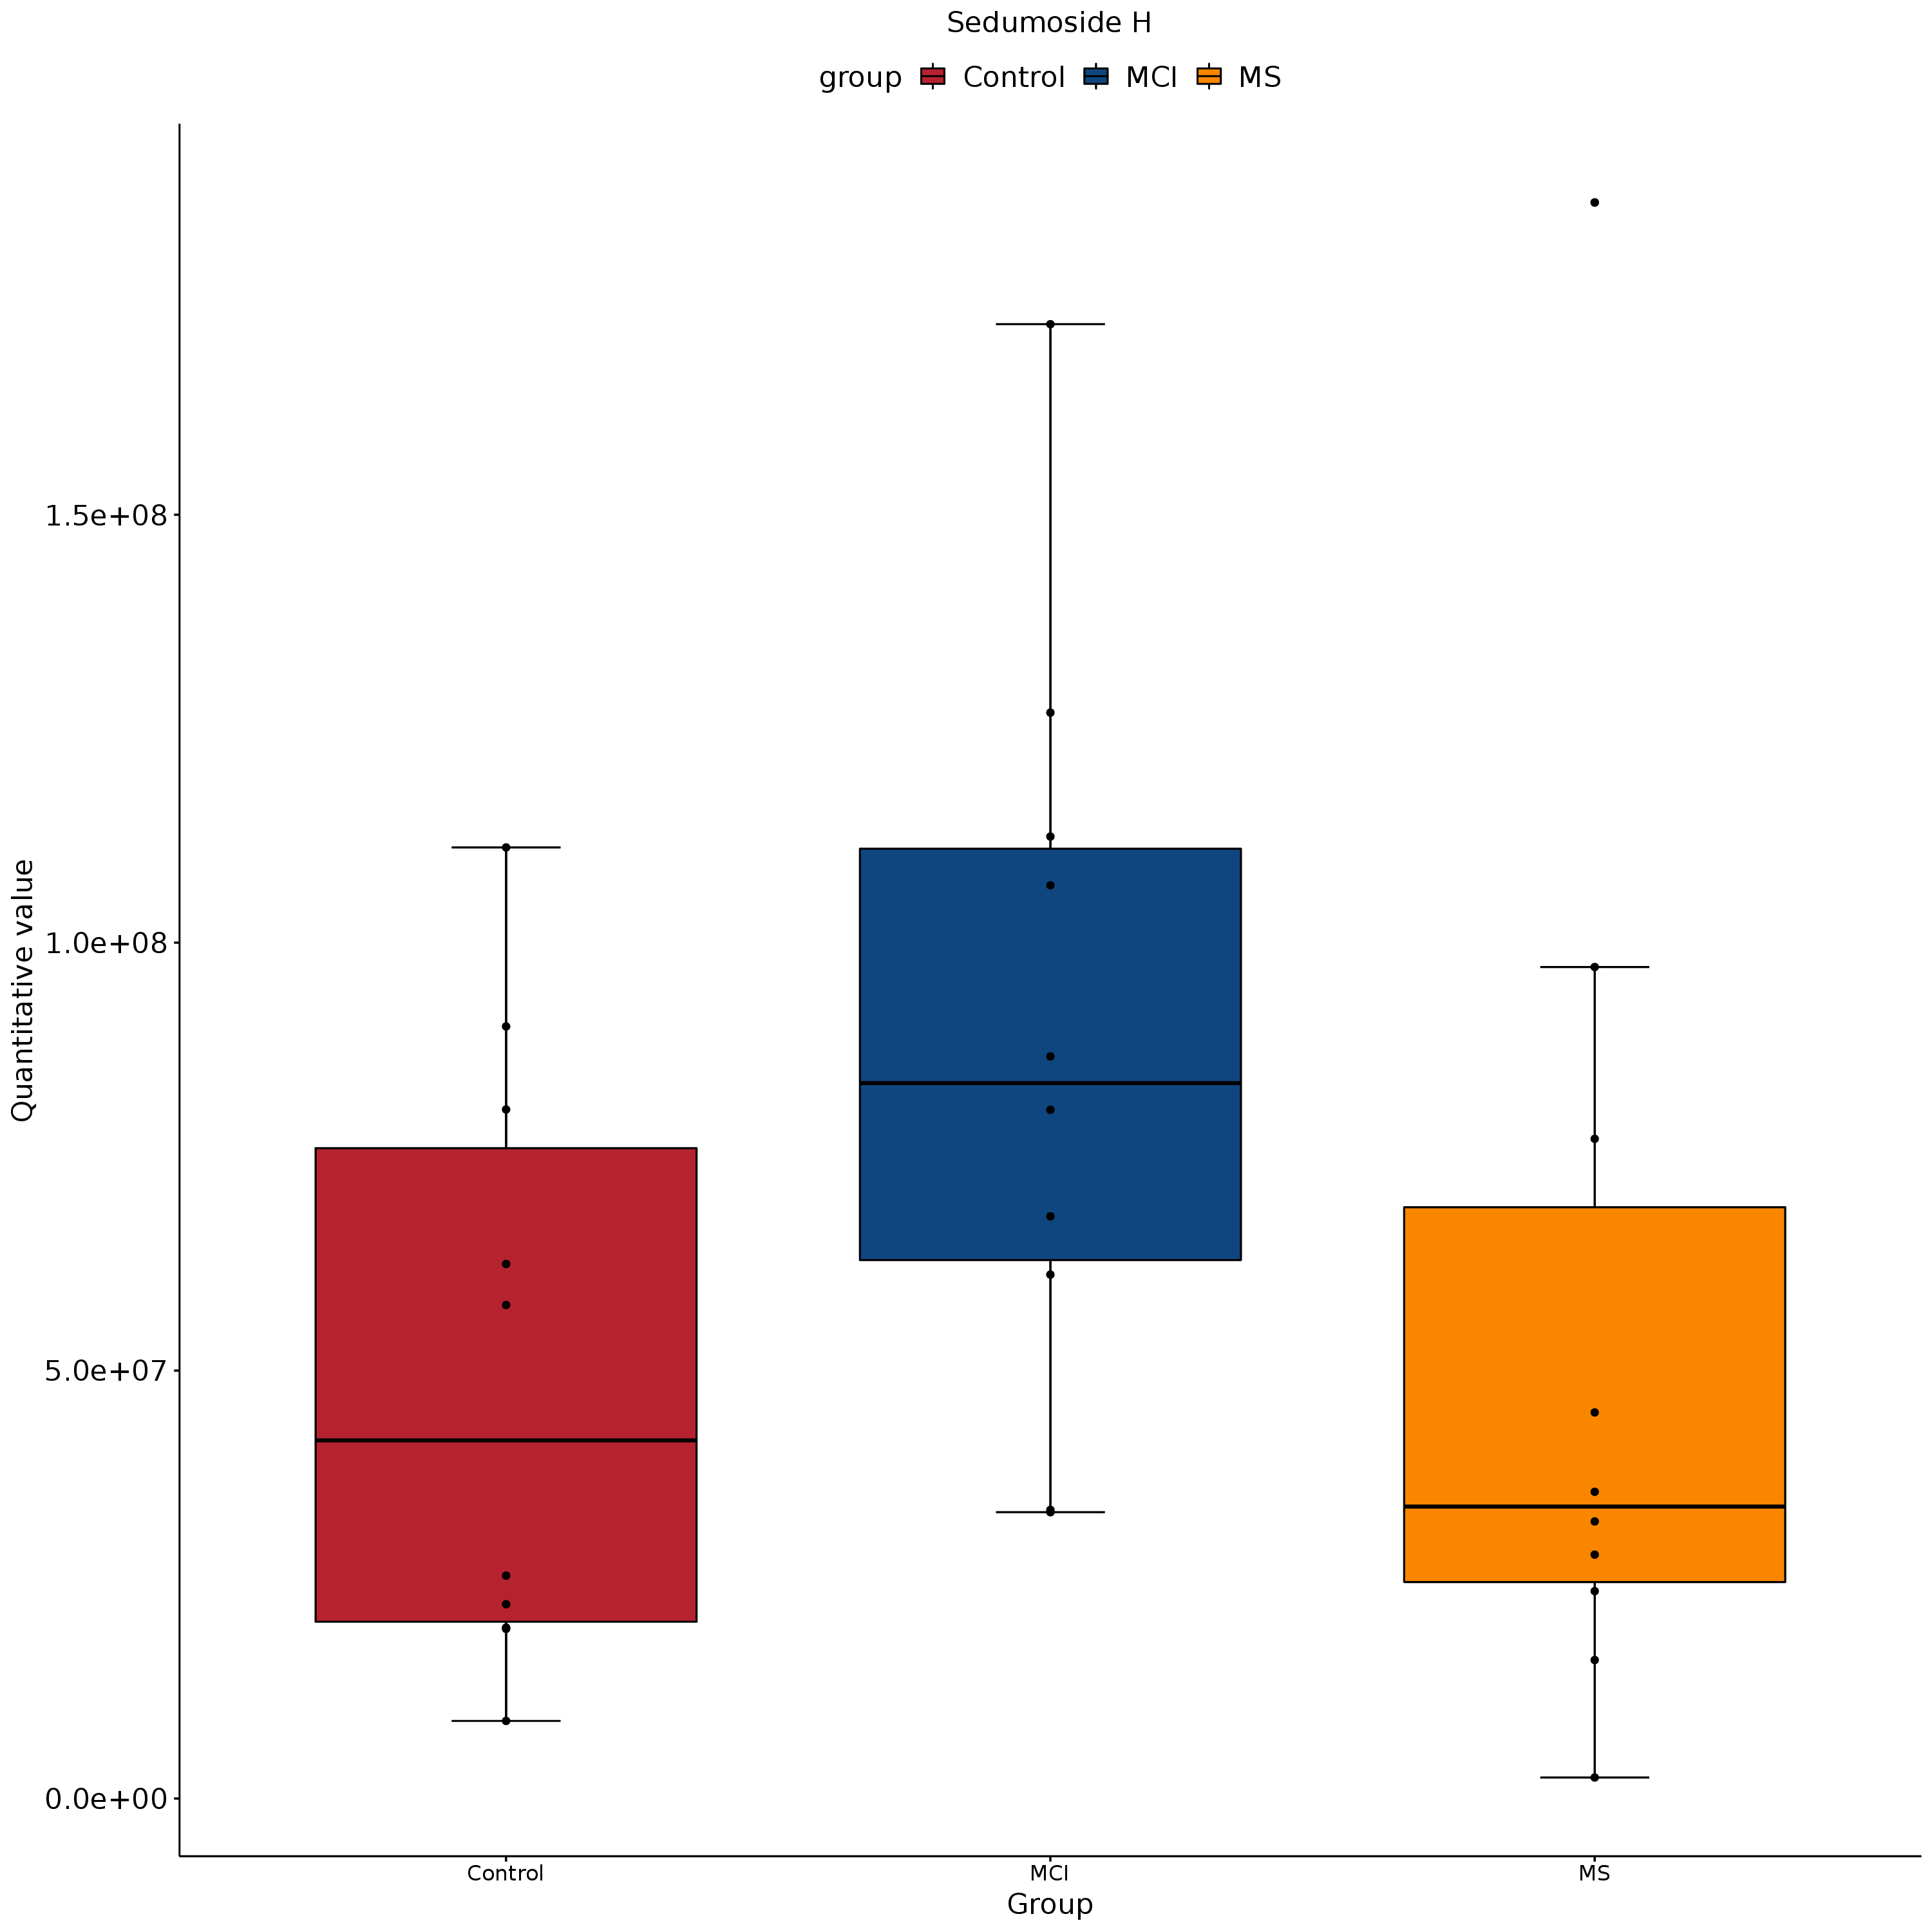 Sedumoside H
group Control MCI MS
Quantitative value
1.5e+08
1.0e+08
5.0e+07
0.0e+00
Control MCI MS
Group